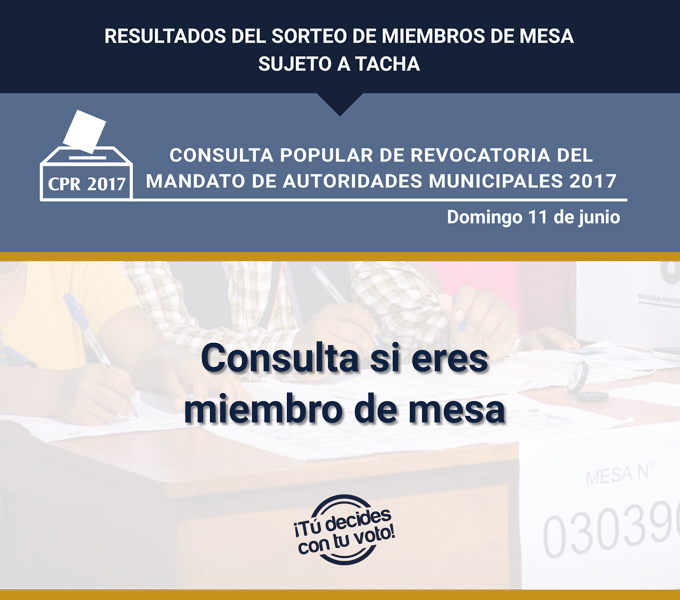 RESULTADOS DEL SORTEO DE MIEMBROS DE MESA
SUJETO A TACHA
CPR 2017
CONSULTA POPULAR DE REVOCATORIA DEL
MANDATO DE AUTORIDADES MUNICIPALES 2017
Domingo 11 de junio
Consulta si eres
miembro de mesa
MESA N°
¡Tú decides
con tu voto!